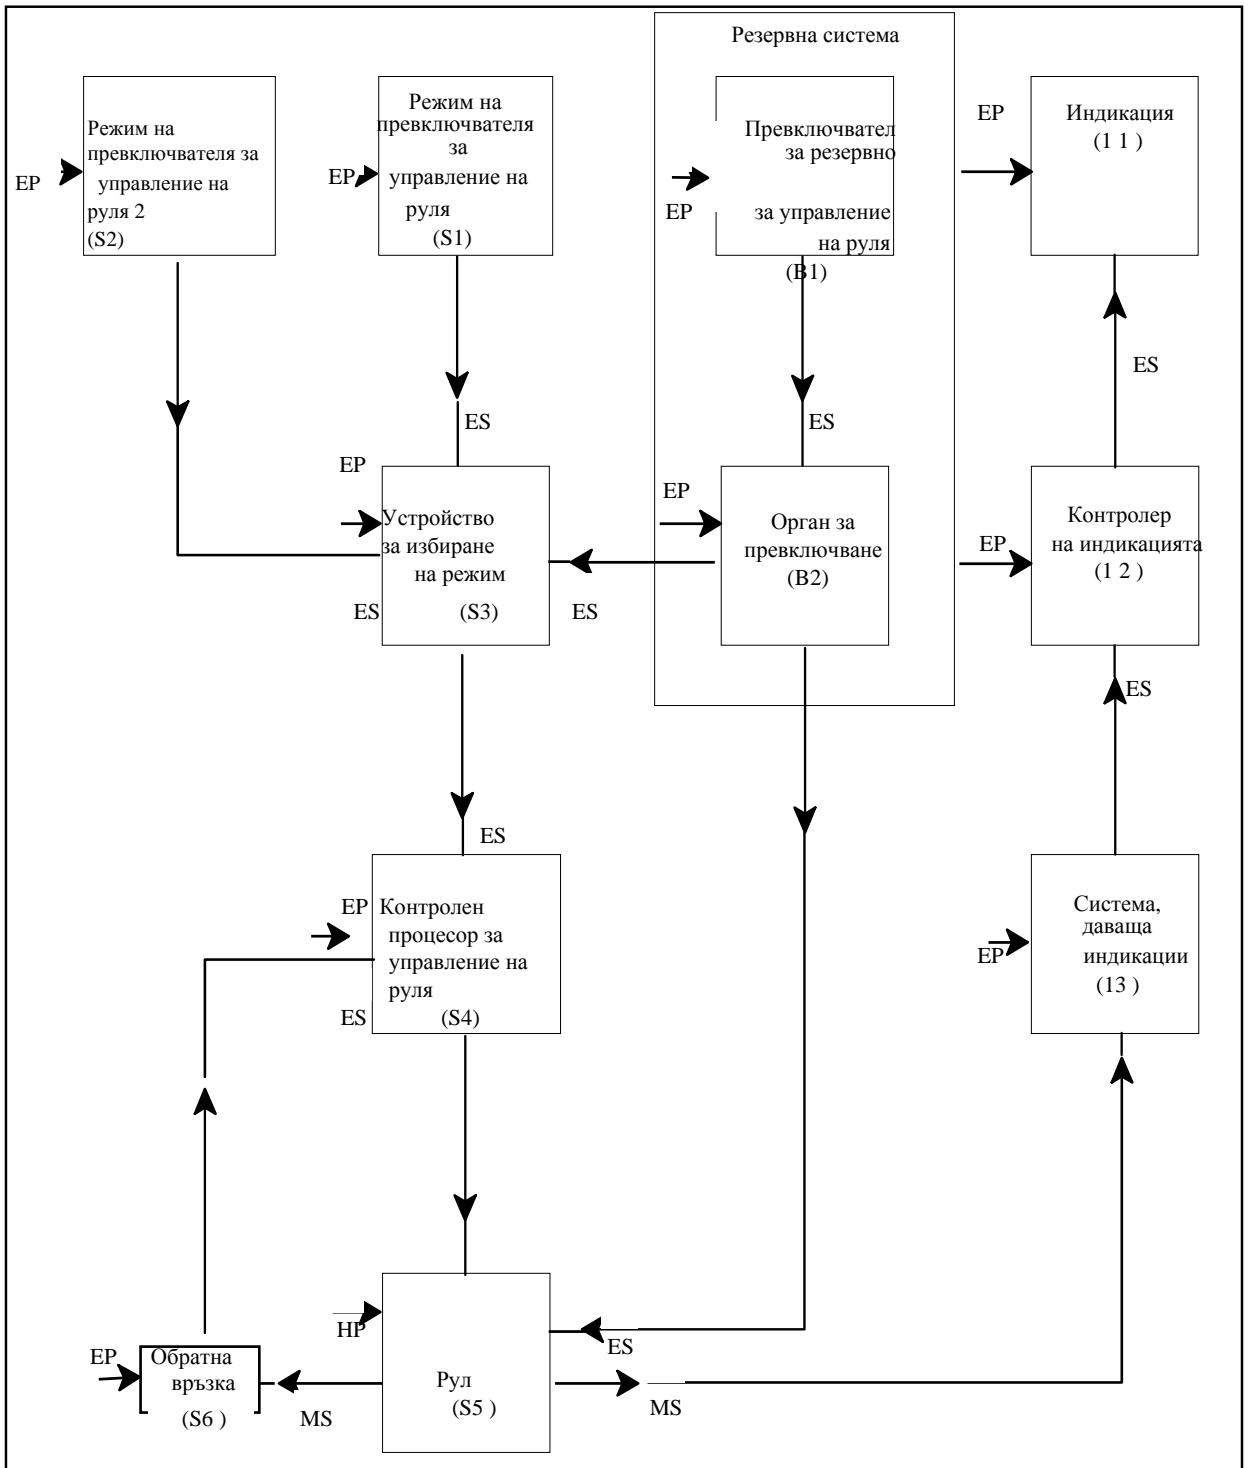 Резервна система
Режим на
превключвателя за
управление на
руля 2
(S2)
EP
Режим на
превключвателя
за
управление на
руля
(S1)
EP
Превключвател
за резервно
за управление
на руля
(B1)
EP
Индикация
(1 1 )
EP
ES
ES
ES
EP
Устройство
за избиране
на режим
(S3)
ES
ES
EP
Орган за
превключване
(B2)
EP
Контролер
на индикацията
(1 2 )
ES
ES
EP
Контролен
процесор за
управление на
руля
(S4)
ES
Система,
даваща
индикации
(13 )
EP
HP
Рул
(S5 )
ES
MS
EP
Обратна
връзка
(S6 )
MS